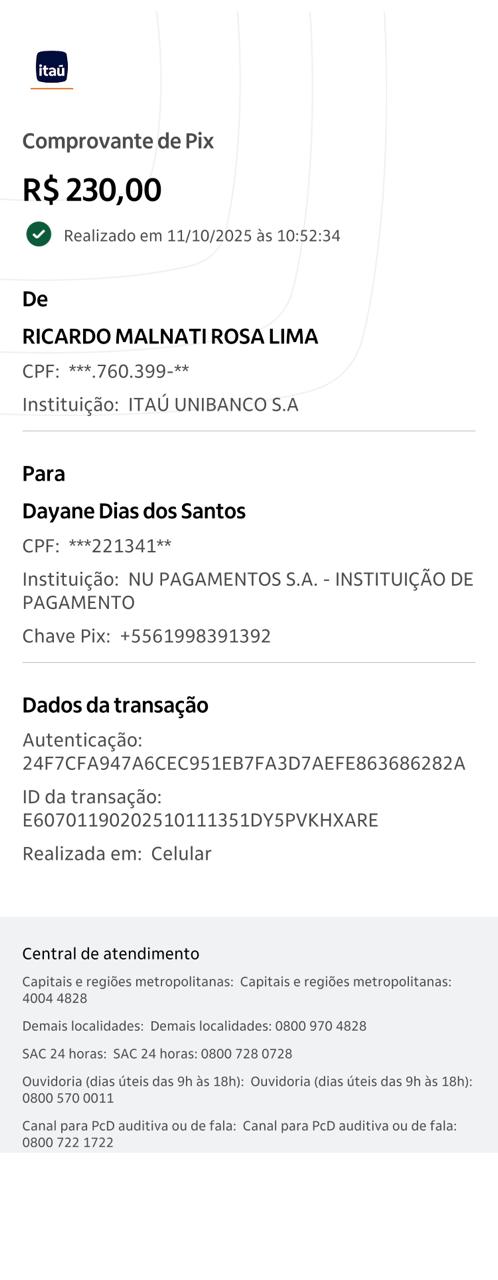 itaú
Comprovante de Pix
R$ 230,00
Realizado em 11/10/2025 às 10:52:34
De
RICARDO MALNATI ROSA LIMA
CPF: ***.760.399-**
Instituição: ITAÚ UNIBANCO S.A
Para
Dayane Dias dos Santos
CPF: ***221341**
Instituição: NU PAGAMENTOS S.A. - INSTITUIÇÃO DE
PAGAMENTO
Chave Pix: +5561998391392
Dados da transação
Autenticação:
24F7CFA947A6CEC951EB7FA3D7AEFE863686282A
ID da transação:
E60701190202510111351DY5PVKHXARE
Realizada em: Celular
Central de atendimento
Capitais e regiões metropolitanas: Capitais e regiões metropolitanas:
4004 4828
Demais localidades: Demais localidades: 0800 970 4828
SAC 24 horas: SAC 24 horas: 0800 728 0728
Ouvidoria (dias úteis das 9h às 18h): Ouvidoria (dias úteis das 9h às 18h):
0800 570 0011
Canal para PcD auditiva ou de fala: Canal para PcD auditiva ou de fala:
0800 722 1722